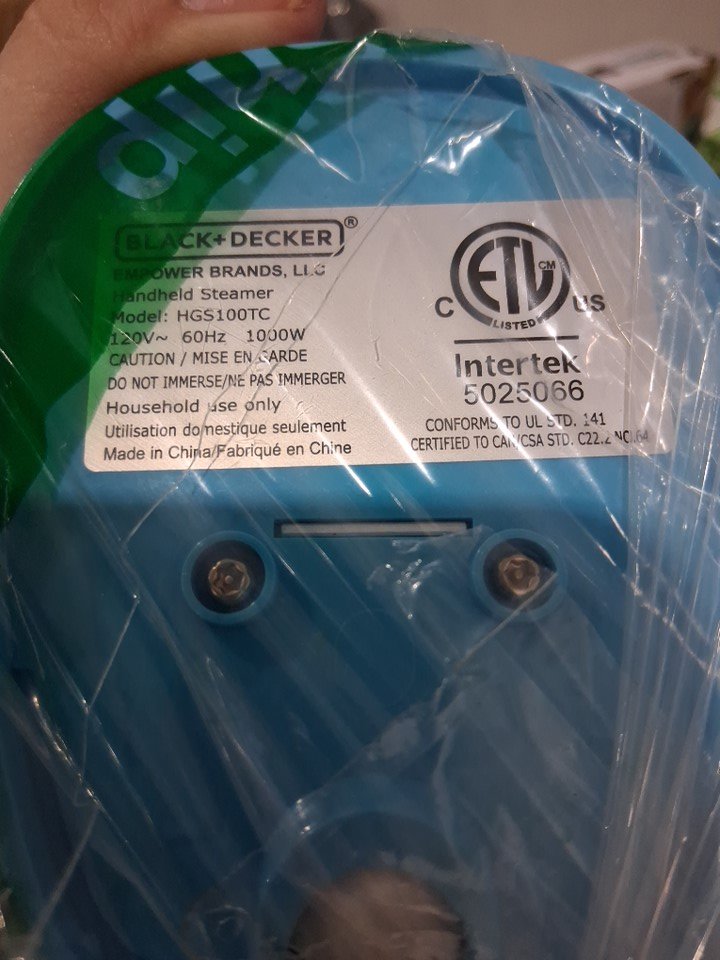 BLACK+DECKER®
EMPOWER BRANDS, LLC
Handheld Steamer
Model: HGS100TC
120V~ 60Hz 1000W
CAUTION / MISE EN GARDE
DO NOT IMMERSE/NE PAS IMMERGER
Household use only
Utilisation domestique seulement
Made in China/Fabriqué en Chine
ETL CM
C US
LISTED
Intertek
5025066
CONFORMS TO UL STD. 141
CERTIFIED TO CAN/CSA STD. C22.2 NO.64